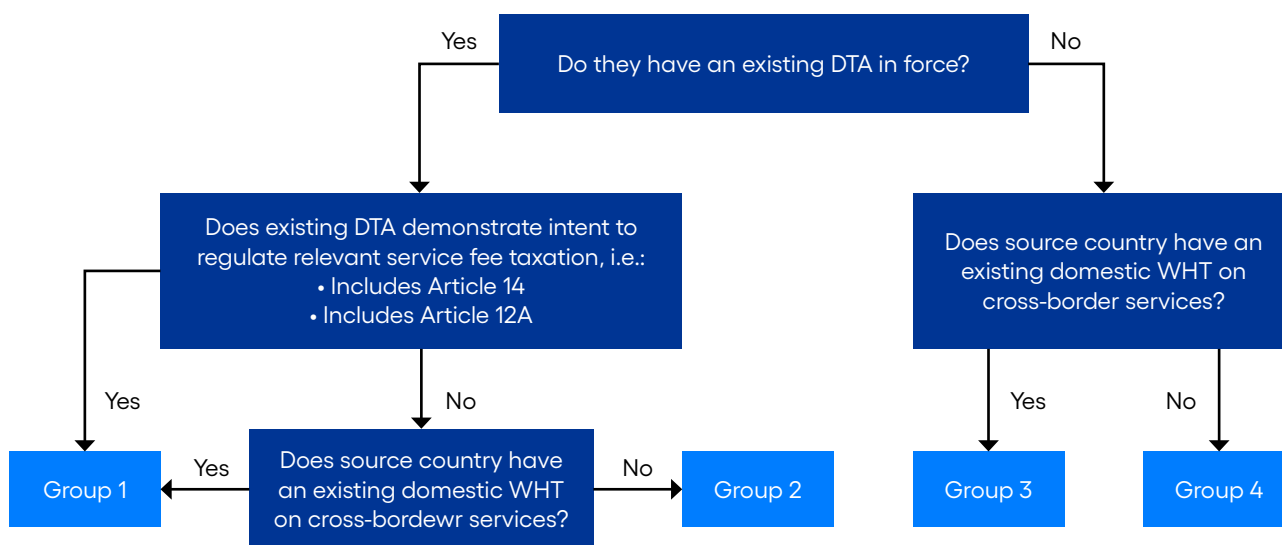 Yes
Do they have an existing DTA in force?
No
Does existing DTA demonstrate intent to
regulate relevant service fee taxation, i.e.:
• Includes Article 14
• Includes Article 12A
Does source country have an
existing domestic WHT on
cross-border services?
Yes
No
Yes
No
Group 1
Yes
Does source country have
an existing domestic WHT
on cross-bordewr services?
No
Group 2
Group 3
Group 4